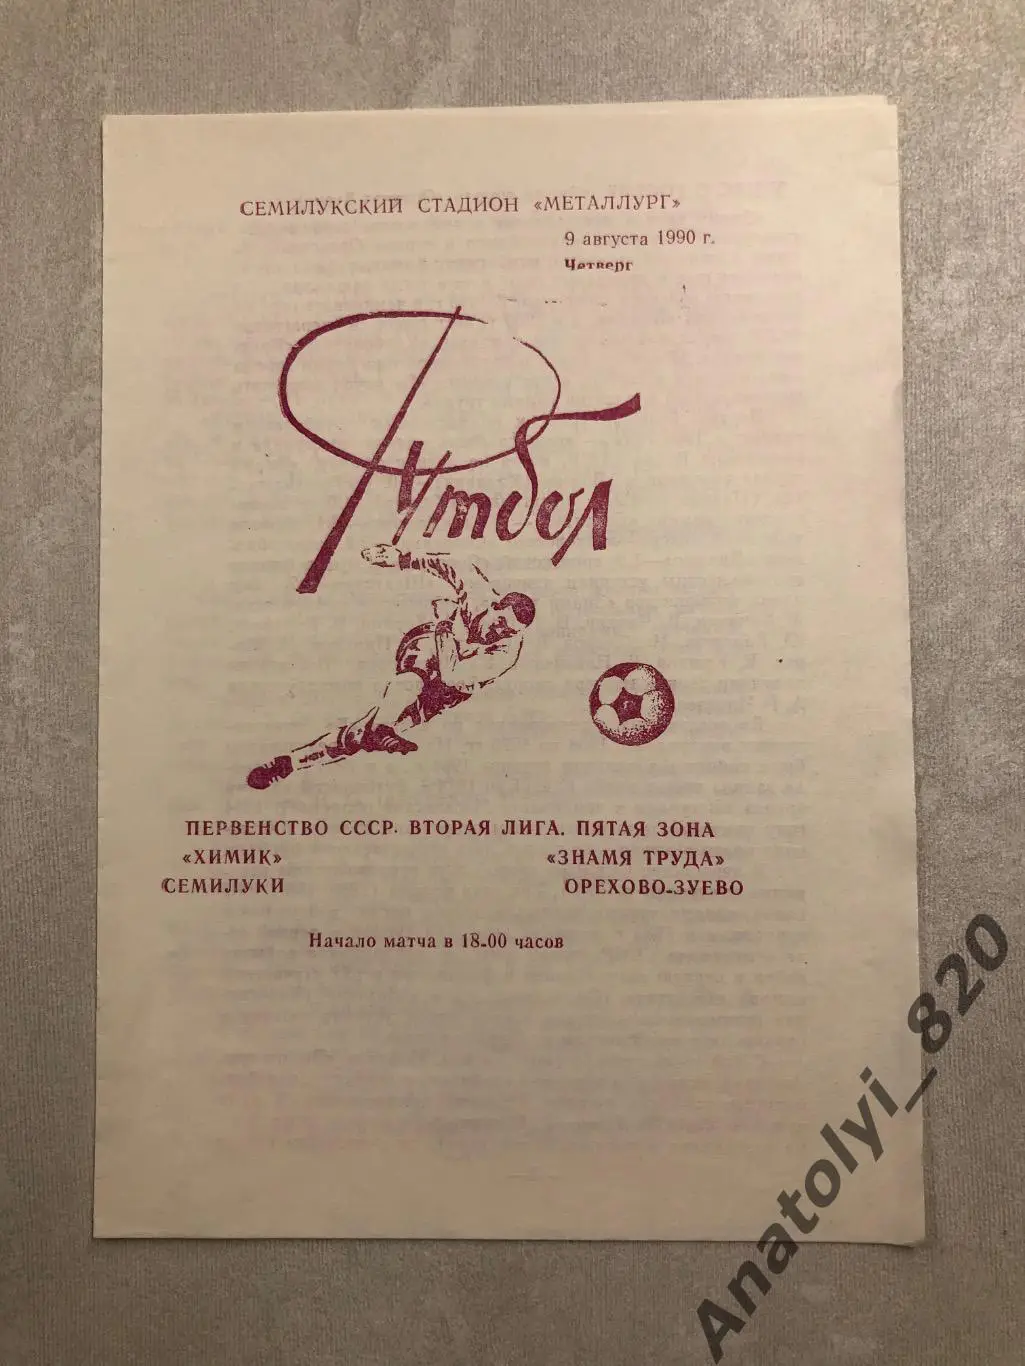 СЕМИЛУКСКИЙ СТАДИОН «МЕТАЛЛУРГ»
9 августа 1990 г.
Четверг
Футбол
ПЕРВЕНСТВО СССР. ВТОРАЯ ЛИГА. ПЯТАЯ ЗОНА
«ХИМИК» «ЗНАМЯ ТРУДА»
СЕМИЛУКИ ОРЕХОВО-ЗУЕВО
Начало матча в 18-00 часов
Anatolyi_820